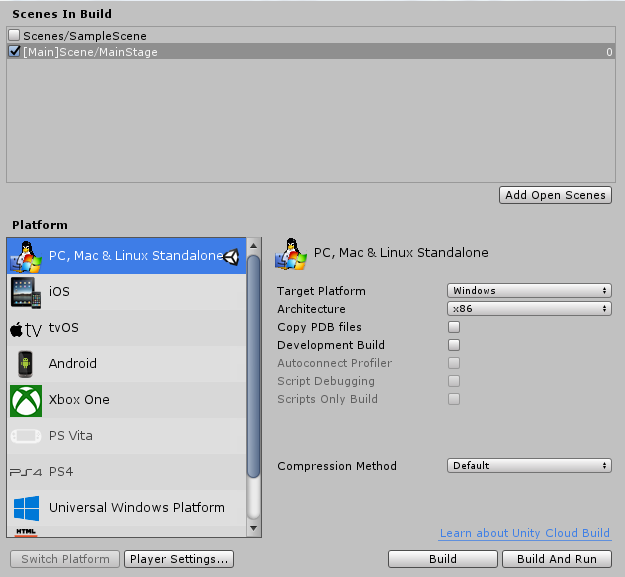 Scenes In Build
Scenes/SampleScene
[Main]Scene/MainStage 0
Add Open Scenes
Platform
PC, Mac & Linux Standalone
iOS
tv tvOS
Android
Xbox One
PS Vita
PS4 PS4
Universal Windows Platform
HTML
PC, Mac & Linux Standalone
Target Platform Windows
Architecture x86
Copy PDB files
Development Build
Autoconnect Profiler
Script Debugging
Scripts Only Build
Compression Method Default
Learn about Unity Cloud Build
Switch Platform Player Settings... Build Build And Run